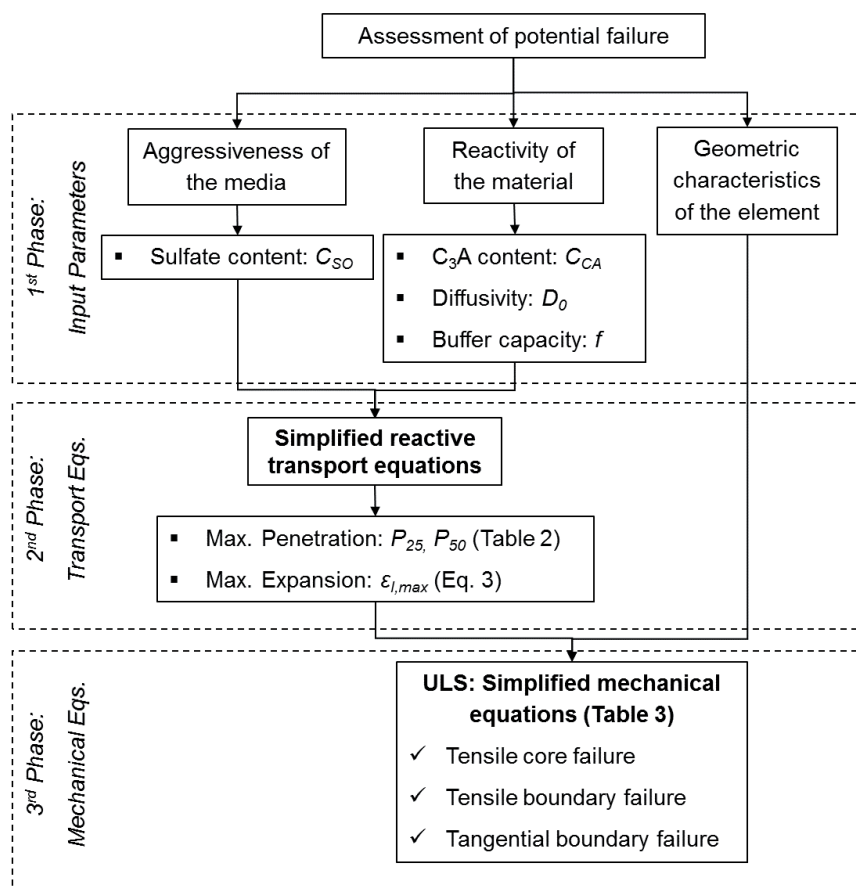 Assessment of potential failure
1st Phase:
Input Parameters
Aggressiveness of
the media
Reactivity of
the material
Geometric
characteristics
of the element
▪ Sulfate content: C_SO
▪ C₃A content: C_CA
▪ Diffusivity: D₀
▪ Buffer capacity: f
2nd Phase:
Transport Eqs.
Simplified reactive
transport equations
▪ Max. Penetration: P₂₅, P₅₀ (Table 2)
▪ Max. Expansion: ε_l,max (Eq. 3)
3rd Phase:
Mechanical Eqs.
ULS: Simplified mechanical
equations (Table 3)
✓ Tensile core failure
✓ Tensile boundary failure
✓ Tangential boundary failure